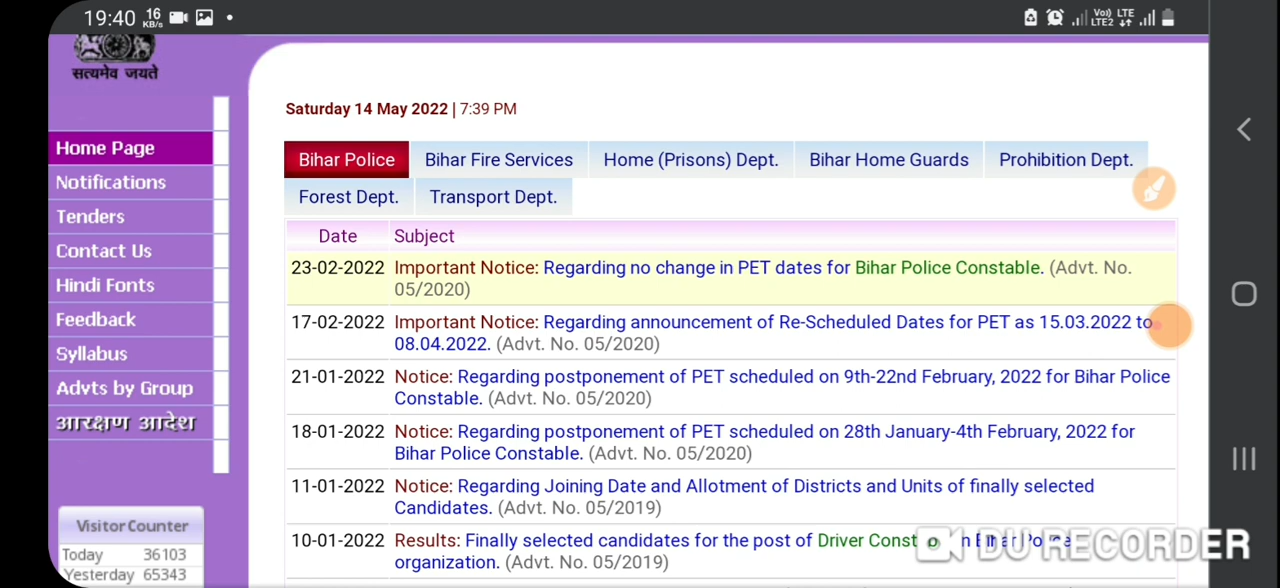 19:40 16 KB/s Vo)) LTE LTE2
सत्यमेव जयते
Saturday 14 May 2022 | 7:39 PM
Home Page
Notifications
Tenders
Contact Us
Hindi Fonts
Feedback
Syllabus
Advts by Group
आरक्षण आदेश
Visitor Counter
Today 36103
Yesterday 65343
Bihar Police Bihar Fire Services Home (Prisons) Dept. Bihar Home Guards Prohibition Dept.
Forest Dept. Transport Dept.
Date Subject
23-02-2022 Important Notice: Regarding no change in PET dates for Bihar Police Constable. (Advt. No.
05/2020)
17-02-2022 Important Notice: Regarding announcement of Re-Scheduled Dates for PET as 15.03.2022 to
08.04.2022. (Advt. No. 05/2020)
21-01-2022 Notice: Regarding postponement of PET scheduled on 9th-22nd February, 2022 for Bihar Police
Constable. (Advt. No. 05/2020)
18-01-2022 Notice: Regarding postponement of PET scheduled on 28th January-4th February, 2022 for
Bihar Police Constable. (Advt. No. 05/2020)
11-01-2022 Notice: Regarding Joining Date and Allotment of Districts and Units of finally selected
Candidates. (Advt. No. 05/2019)
10-01-2022 Results: Finally selected candidates for the post of Driver
organization. (Advt. No. 05/2019)
DU RECORDER